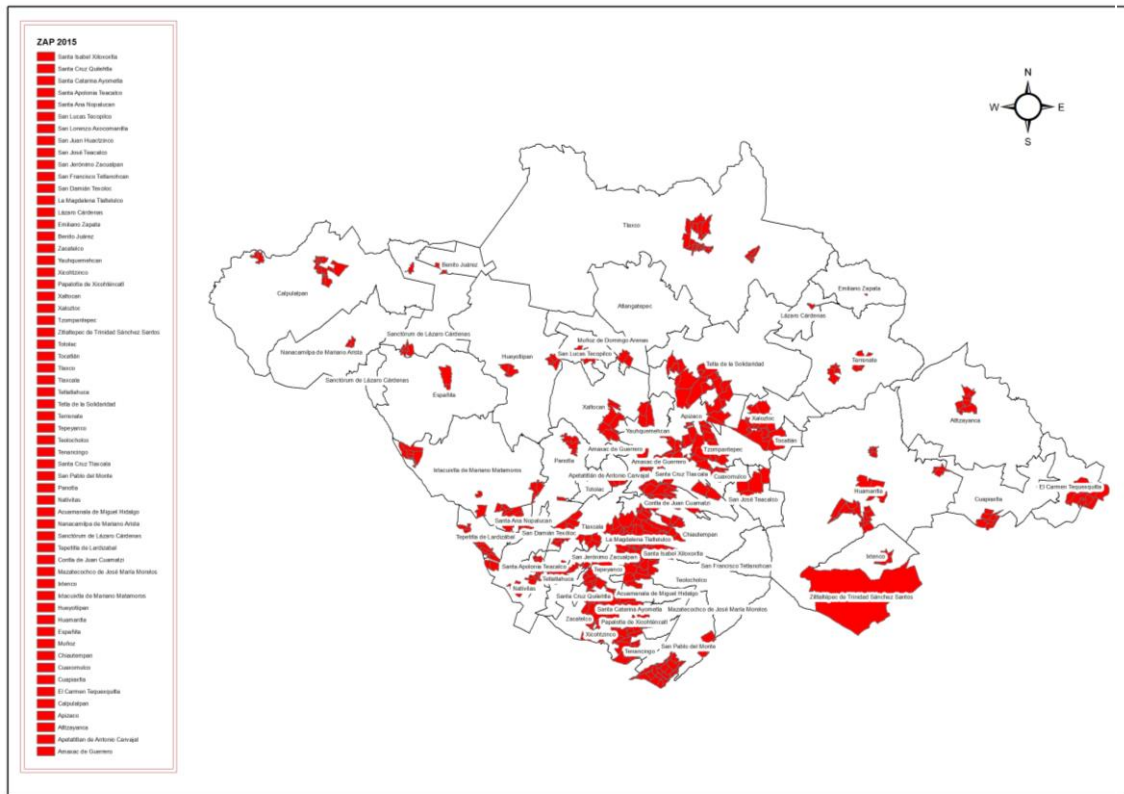 ZAP 2015
Santa Isabel Xiloxoxtla
Santa Cruz Quilehtla
Santa Catarina Ayometla
Santa Apolonia Teacalco
Santa Ana Nopalucan
San Lucas Tecopilco
San Lorenzo Axocomanitla
San Juan Huactzinco
San José Teacalco
San Jerónimo Zacualpan
San Francisco Tetlanohcan
San Damián Texoloc
La Magdalena Tlaltelulco
Lázaro Cárdenas
Emiliano Zapata
Benito Juárez
Zacatelco
Yauhquemehcan
Xicohtzinco
Papalotla de Xicohténcatl
Xaltocan
Xaloztoc
Tzompantepec
Ziltlaltépec de Trinidad Sánchez Santos
Totolac
Tocatlán
Tlaxco
Tlaxcala
Tetlatlahuca
Tetla de la Solidaridad
Terrenate
Tepeyanco
Teolocholco
Tenancingo
Santa Cruz Tlaxcala
San Pablo del Monte
Panotla
Natívitas
Acuamanala de Miguel Hidalgo
Nanacamilpa de Mariano Arista
Sanctórum de Lázaro Cárdenas
Tepetitla de Lardizábal
Contla de Juan Cuamatzi
Mazatecochco de José María Morelos
Ixtenco
Ixtacuixtla de Mariano Matamoros
Hueyotlipan
Huamantla
Españita
Muñoz
Chiautempan
Cuaxomulco
Cuapiaxtla
El Carmen Tequexquitla
Calpulalpan
Apizaco
Atltzayanca
Apetatitlán de Antonio Carvajal
Amaxac de Guerrero
N
W E
S
Tlaxco
Benito Juárez
Calpulalpan
Emiliano Zapata
Atlangatepec
Lázaro Cárdenas
Sanctórum de Lázaro Cárdenas
Muñoz de Domingo Arenas
Nanacamilpa de Mariano Arista
Hueyotlipan
San Lucas Tecopilco
Terrenate
Tetla de la Solidaridad
Sanctórum de Lázaro Cárdenas
Españita
Xaltocan
Apizaco
Xaloztoc
Atltzayanca
Yauhquemehcan
Tocatlán
Amaxac de Guerrero
Tzompantepec
Panotla
Amaxac de Guerrero
Ixtacuixtla de Mariano Matamoros
Apetatitlán de Antonio Carvajal
Santa Cruz Tlaxcala
Cuaxomulco
Totolac
El Carmen Tequexquitla
Huamantla
Contla de Juan Cuamatzi
San José Teacalco
Cuapiaxtla
Santa Ana Nopalucan
Tlaxcala
Tepetitla de Lardizábal
San Damián Texoloc
Chiautempan
La Magdalena Tlaltelulco
San Jerónimo Zacualpan
Santa Isabel Xiloxoxtla
Ixtenco
Santa Apolonia Teacalco
Tepeyanco
San Francisco Tetlanohcan
Tetlatlahuca
Teolocholco
Natívitas
Acuamanala de Miguel Hidalgo
Santa Cruz Quilehtla
Ziltlaltépec de Trinidad Sánchez Santos
Santa Catarina Ayometla
Mazatecochco de José María Morelos
Zacatelco
Papalotla de Xicohténcatl
Xicohtzinco
San Pablo del Monte
Tenancingo